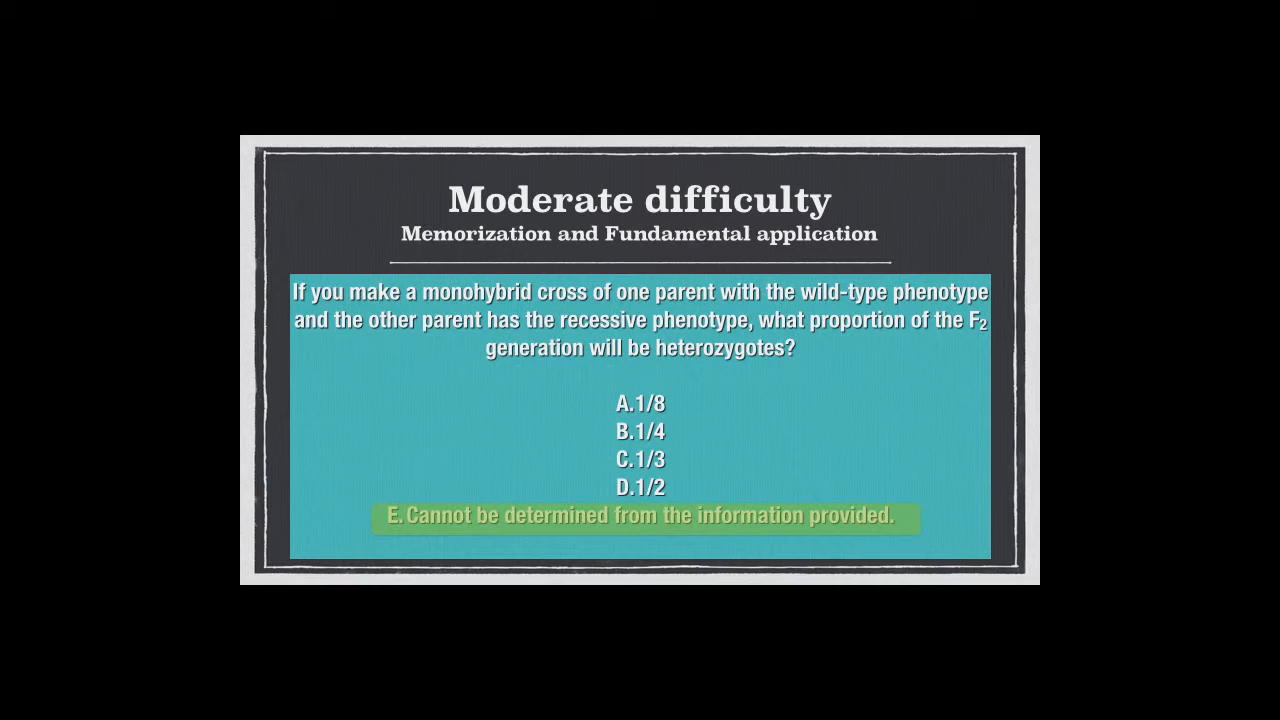 Moderate difficulty
Memorization and Fundamental application
If you make a monohybrid cross of one parent with the wild-type phenotype
and the other parent has the recessive phenotype, what proportion of the F₂
generation will be heterozygotes?
A.1/8
B.1/4
C.1/3
D.1/2
E. Cannot be determined from the information provided.